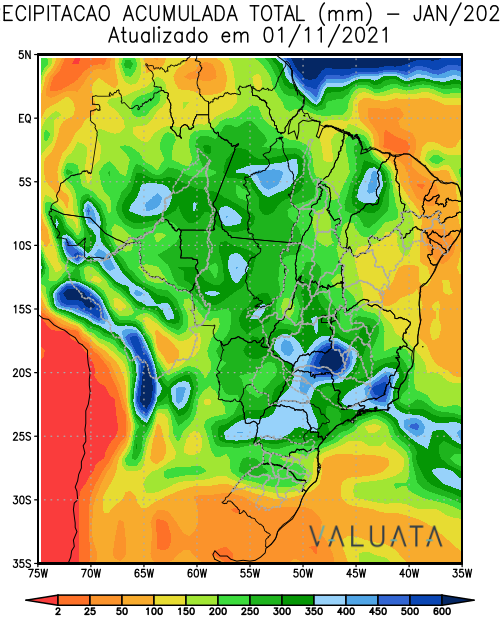 ECIPITACAO ACUMULADA TOTAL (mm) – JAN/202
Atualizado em 01/11/2021
5N
EQ
5S
10S
15S
20S
25S
30S
35S
VALUATA
75W 70W 65W 60W 55W 50W 45W 40W 35W
2 25 50 100 150 200 250 300 350 400 450 500 600